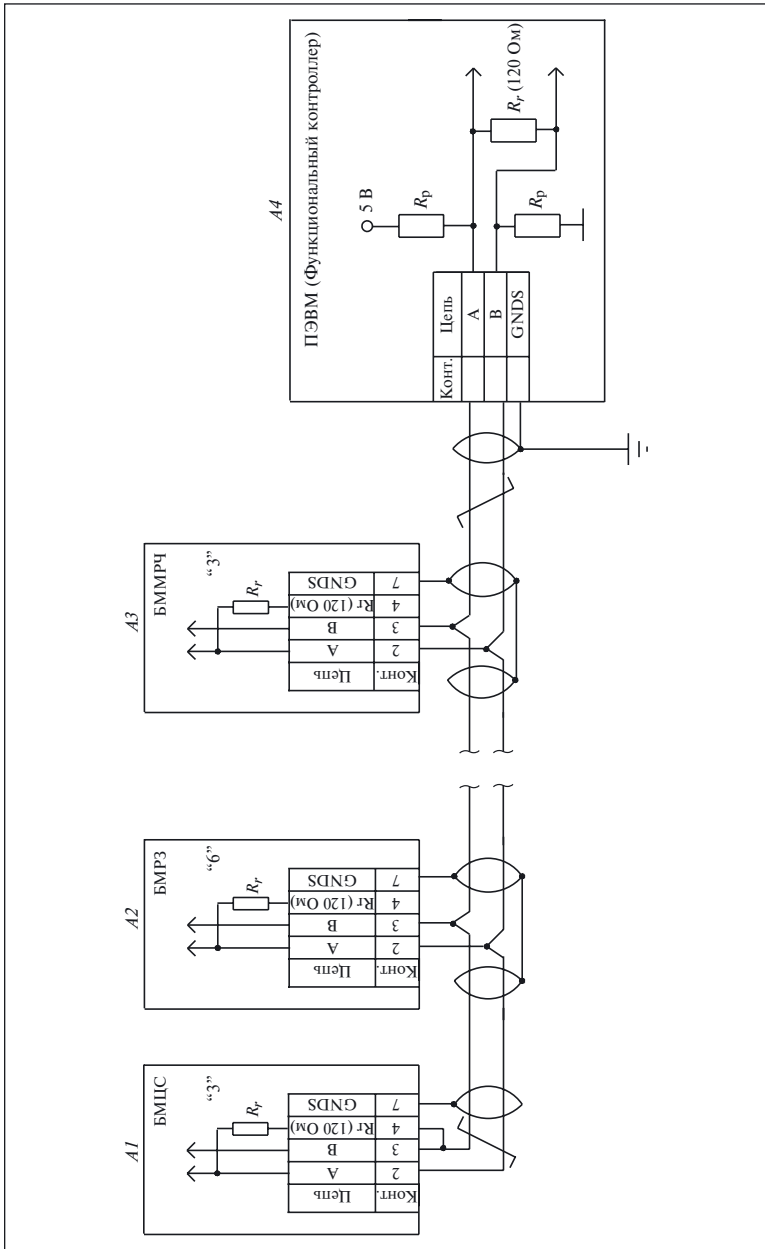 A1
БМЦС
“3”
Rr
Конт.
Цепь
2
A
3
B
4
Rr (120 Ом)
7
GNDS
A2
БМРЗ
“6”
Rr
Конт.
Цепь
2
A
3
B
4
Rr (120 Ом)
7
GNDS
A3
БММРЧ
“3”
Rr
Конт.
Цепь
2
A
3
B
4
Rr (120 Ом)
7
GNDS
A4
ПЭВМ (Функциональный контроллер)
5 В
Rр
Rр
Rr (120 Ом)
Конт.
Цепь
A
B
GNDS